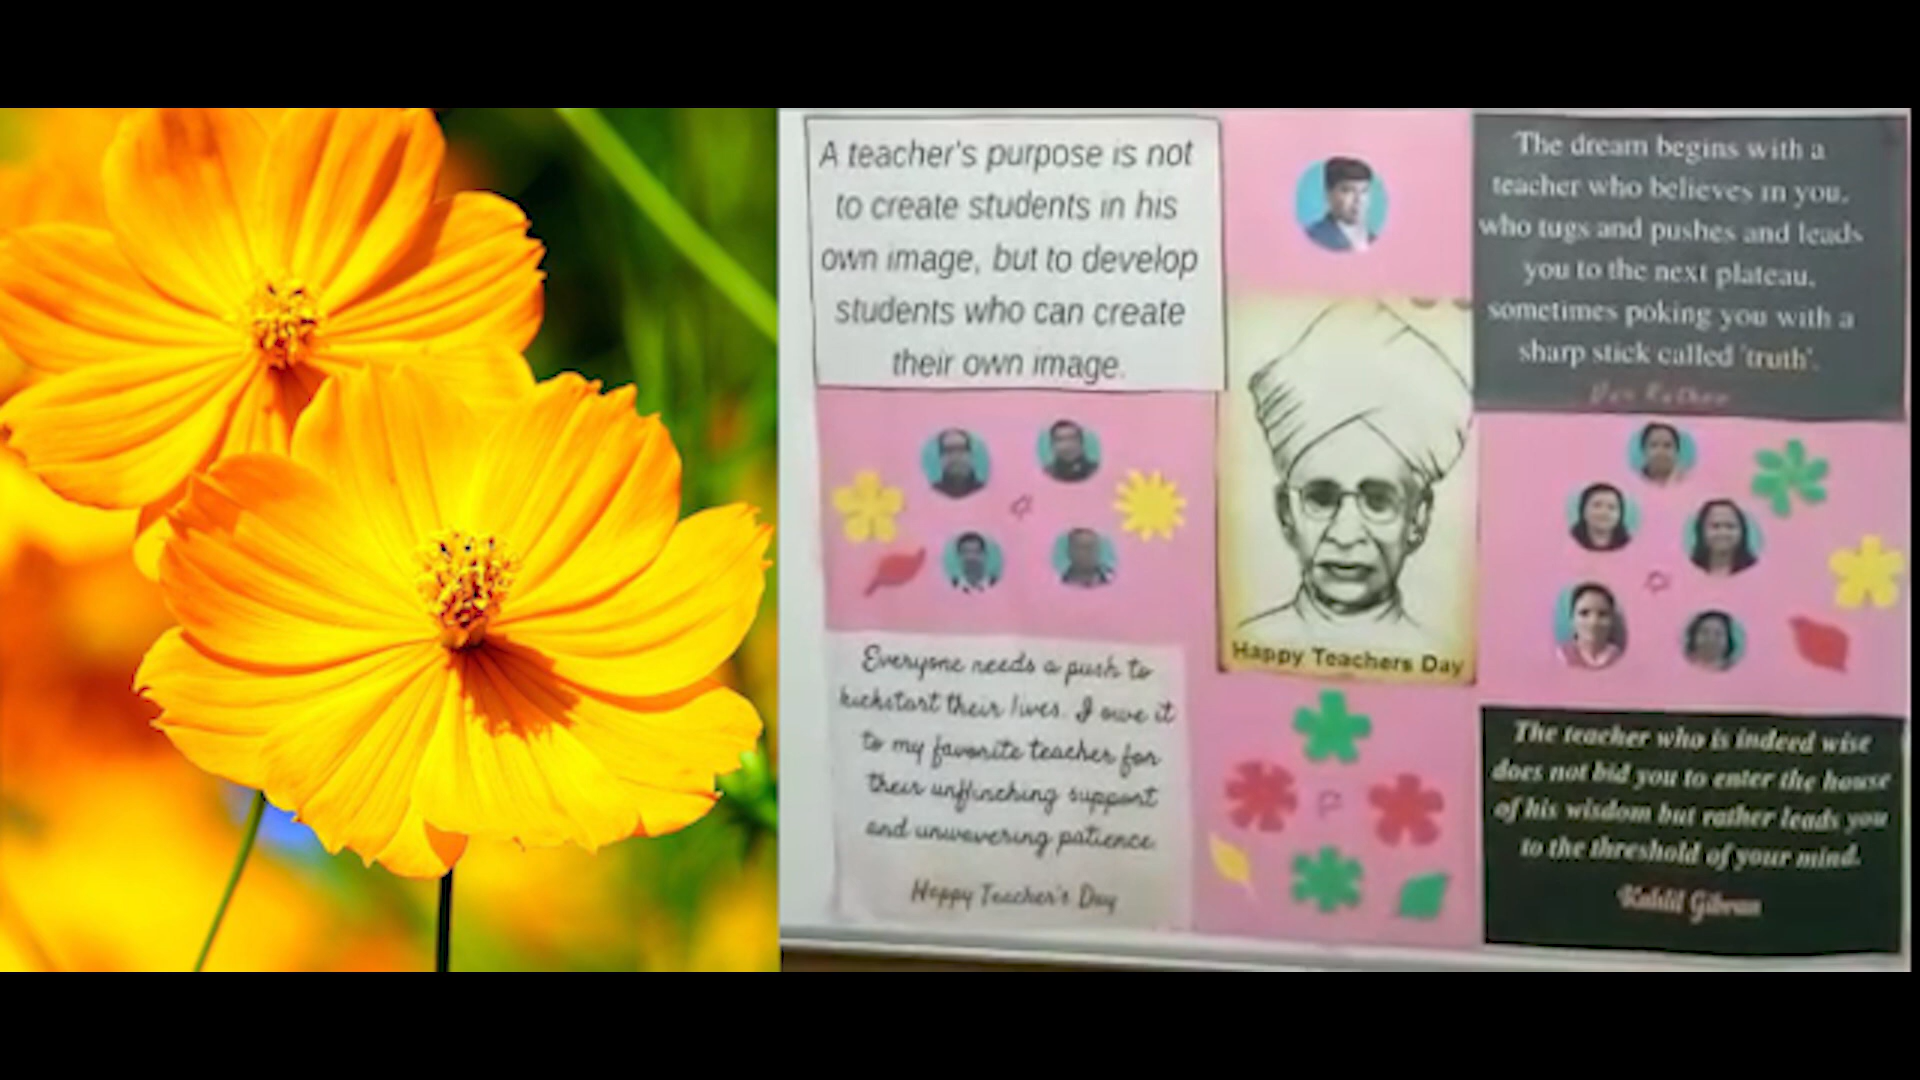 A teacher's purpose is not
to create students in his
own image, but to develop
students who can create
their own image.
The dream begins with a
teacher who believes in you,
who tugs and pushes and leads
you to the next plateau,
sometimes poking you with a
sharp stick called 'truth'.
Dan Rather
Happy Teachers Day
Everyone needs a push to
kickstart their lives. I owe it
to my favorite teacher for
their unflinching support
and unwavering patience.
Happy Teacher's Day
The teacher who is indeed wise
does not bid you to enter the house
of his wisdom but rather leads you
to the threshold of your mind.
Kahlil Gibran